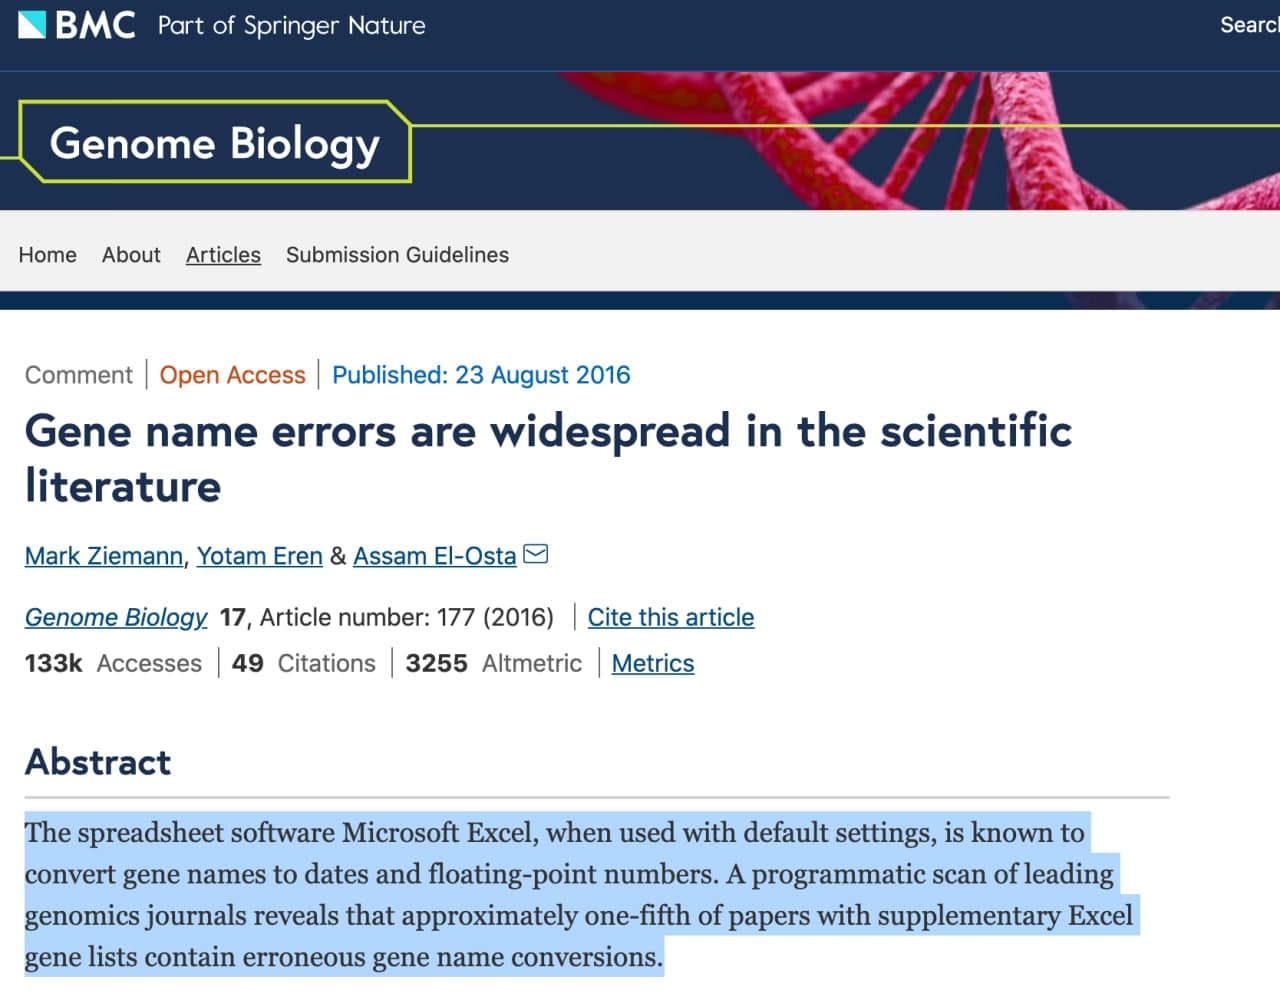 BMC Part of Springer Nature
Genome Biology
Home About Articles Submission Guidelines
Comment | Open Access | Published: 23 August 2016
Gene name errors are widespread in the scientific
literature
Mark Ziemann, Yotam Eren & Assam El-Osta
Genome Biology 17, Article number: 177 (2016) | Cite this article
133k Accesses | 49 Citations | 3255 Altmetric | Metrics
Abstract
The spreadsheet software Microsoft Excel, when used with default settings, is known to
convert gene names to dates and floating-point numbers. A programmatic scan of leading
genomics journals reveals that approximately one-fifth of papers with supplementary Excel
gene lists contain erroneous gene name conversions.